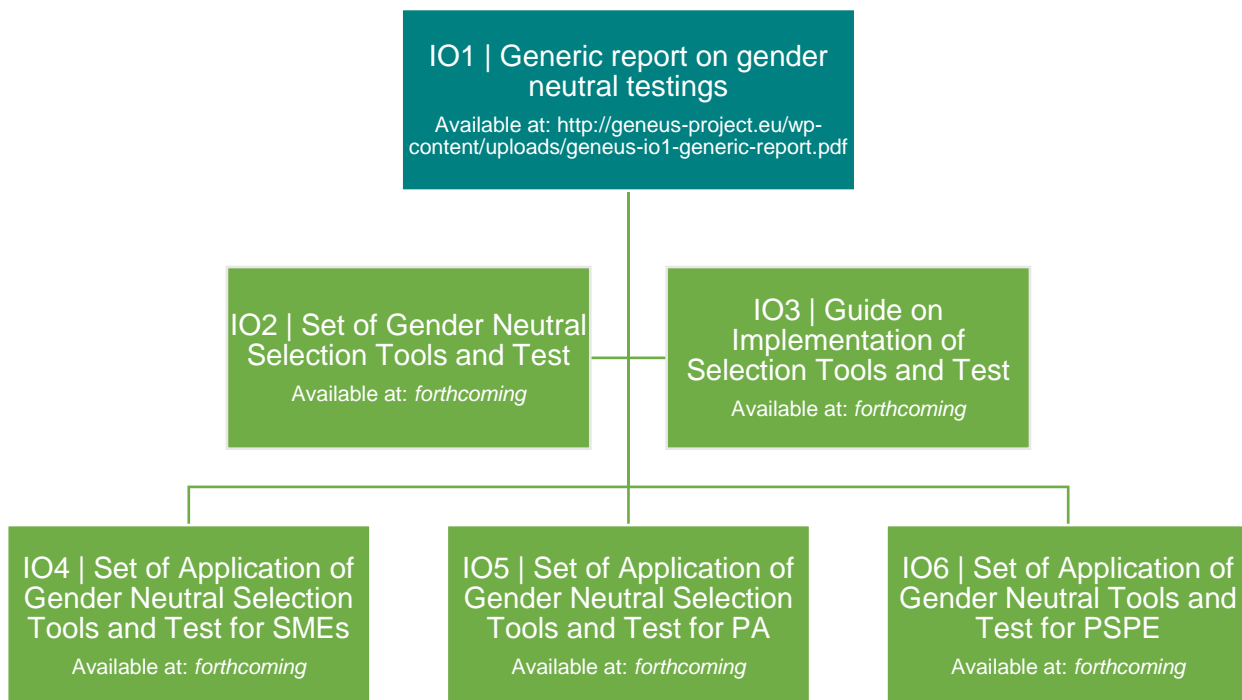 IO1 | Generic report on gender
neutral testings
Available at: http://geneus-project.eu/wp-
content/uploads/geneus-io1-generic-report.pdf
IO2 | Set of Gender Neutral
Selection Tools and Test
Available at: forthcoming
IO3 | Guide on
Implementation of
Selection Tools and Test
Available at: forthcoming
IO4 | Set of Application of
Gender Neutral Selection
Tools and Test for SMEs
Available at: forthcoming
IO5 | Set of Application of
Gender Neutral Selection
Tools and Test for PA
Available at: forthcoming
IO6 | Set of Application of
Gender Neutral Tools and
Test for PSPE
Available at: forthcoming